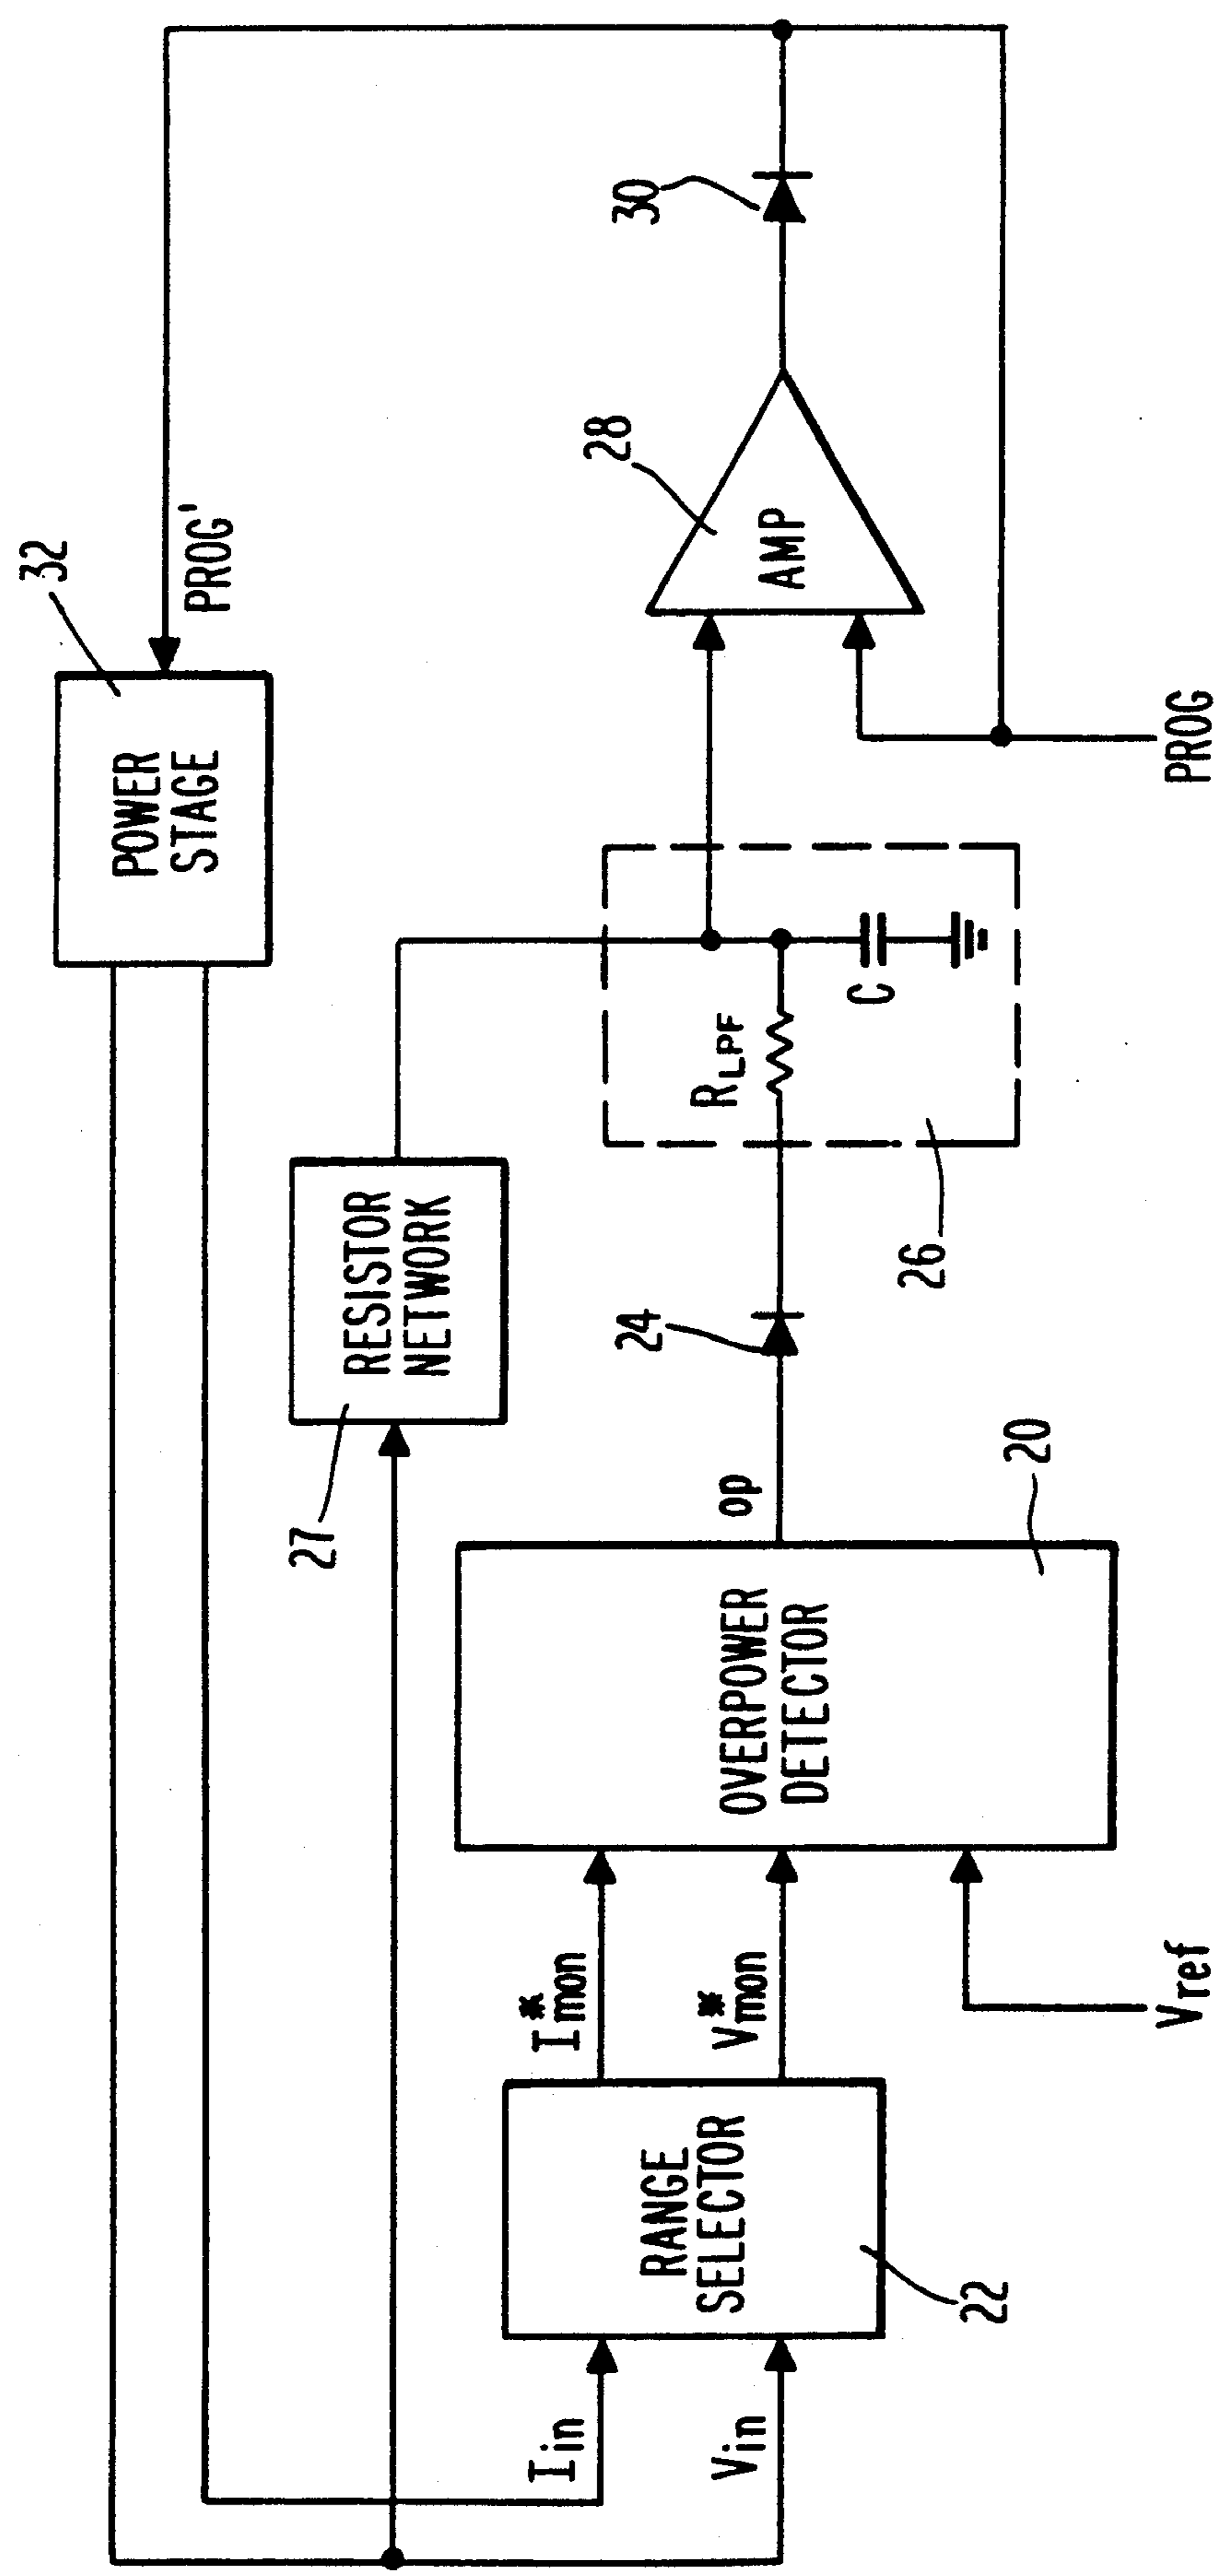 32
POWER
STAGE
PROG'
30
28
AMP
PROG
27
RESISTOR
NETWORK
24
R_LPF
C
26
op
20
OVERPOWER
DETECTOR
I*mon
V*mon
Vref
RANGE
SELECTOR
22
Iin
Vin